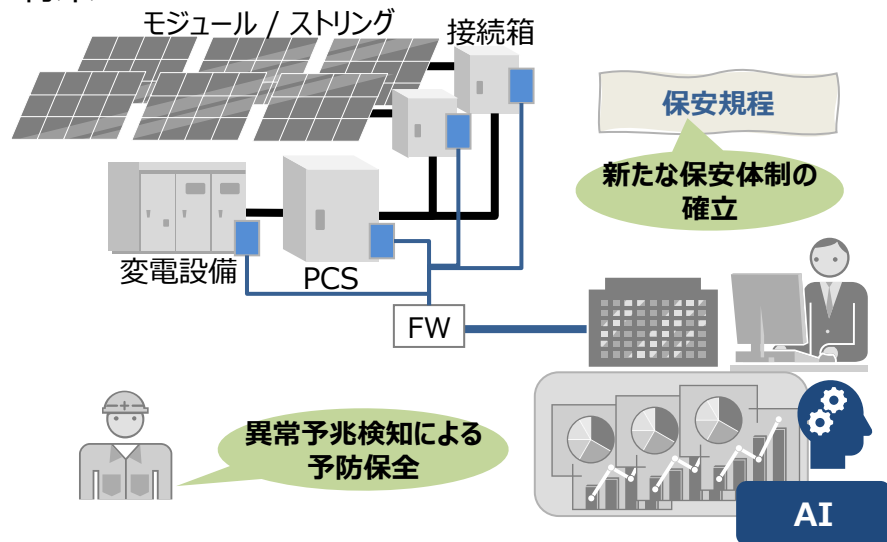 モジュール / ストリング
接続箱
保安規程
新たな保安体制の
確立
変電設備
PCS
FW
異常予兆検知による
予防保全
AI